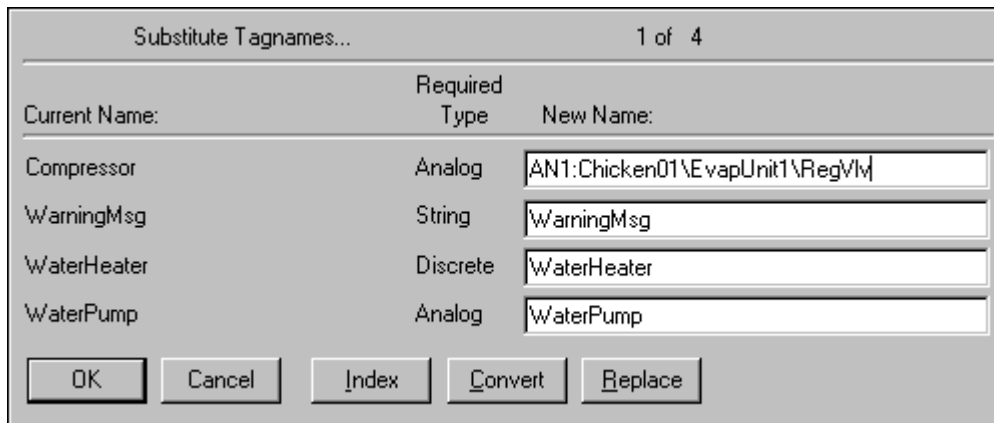 Substitute Tagnames... 1 of 4
Required
Current Name: Type New Name:
Compressor Analog AN1:Chicken01\EvapUnit1\RegVlv
WarningMsg String WarningMsg
WaterHeater Discrete WaterHeater
WaterPump Analog WaterPump
OK Cancel Index Convert Replace